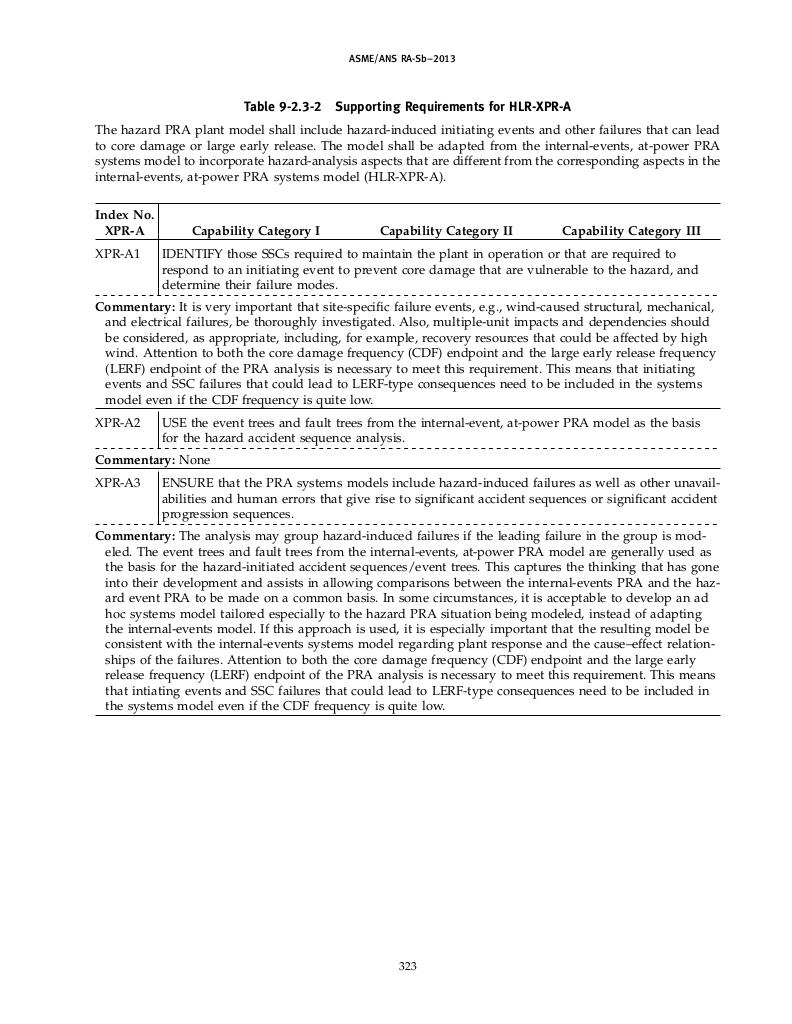 ASME/ANS RA-Sb–2013
Table 9-2.3-2 Supporting Requirements for HLR-XPR-A
The hazard PRA plant model shall include hazard-induced initiating events and other failures that can lead
to core damage or large early release. The model shall be adapted from the internal-events, at-power PRA
systems model to incorporate hazard-analysis aspects that are different from the corresponding aspects in the
internal-events, at-power PRA systems model (HLR-XPR-A).
Index No.
XPR-A Capability Category I Capability Category II Capability Category III
XPR-A1 IDENTIFY those SSCs required to maintain the plant in operation or that are required to
respond to an initiating event to prevent core damage that are vulnerable to the hazard, and
determine their failure modes.
Commentary: It is very important that site-specific failure events, e.g., wind-caused structural, mechanical,
and electrical failures, be thoroughly investigated. Also, multiple-unit impacts and dependencies should
be considered, as appropriate, including, for example, recovery resources that could be affected by high
wind. Attention to both the core damage frequency (CDF) endpoint and the large early release frequency
(LERF) endpoint of the PRA analysis is necessary to meet this requirement. This means that initiating
events and SSC failures that could lead to LERF-type consequences need to be included in the systems
model even if the CDF frequency is quite low.
XPR-A2 USE the event trees and fault trees from the internal-event, at-power PRA model as the basis
for the hazard accident sequence analysis.
Commentary: None
XPR-A3 ENSURE that the PRA systems models include hazard-induced failures as well as other unavail-
abilities and human errors that give rise to significant accident sequences or significant accident
progression sequences.
Commentary: The analysis may group hazard-induced failures if the leading failure in the group is mod-
eled. The event trees and fault trees from the internal-events, at-power PRA model are generally used as
the basis for the hazard-initiated accident sequences/event trees. This captures the thinking that has gone
into their development and assists in allowing comparisons between the internal-events PRA and the haz-
ard event PRA to be made on a common basis. In some circumstances, it is acceptable to develop an ad
hoc systems model tailored especially to the hazard PRA situation being modeled, instead of adapting
the internal-events model. If this approach is used, it is especially important that the resulting model be
consistent with the internal-events systems model regarding plant response and the cause–effect relation-
ships of the failures. Attention to both the core damage frequency (CDF) endpoint and the large early
release frequency (LERF) endpoint of the PRA analysis is necessary to meet this requirement. This means
that intiating events and SSC failures that could lead to LERF-type consequences need to be included in
the systems model even if the CDF frequency is quite low.
323